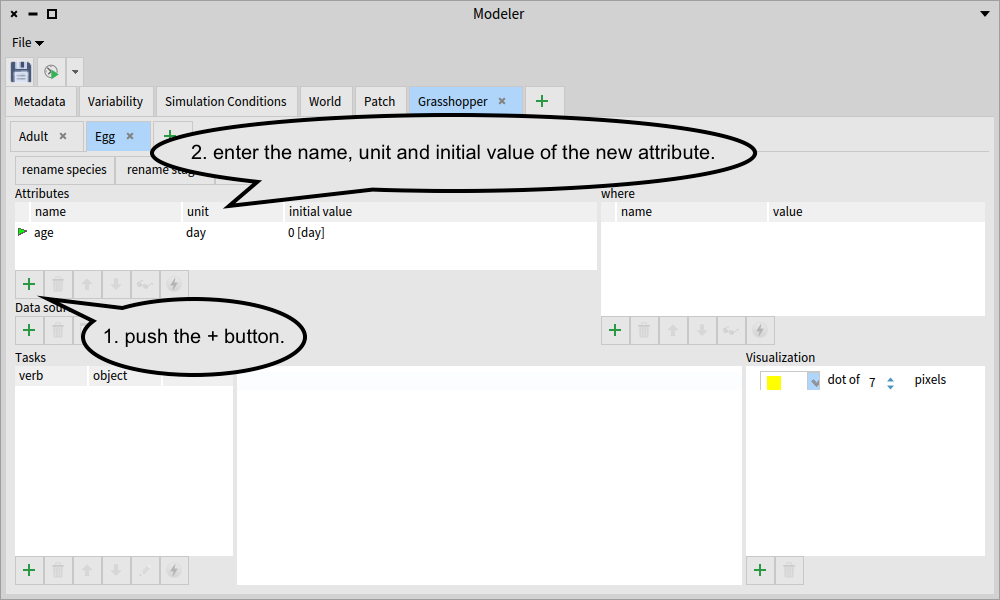 Modeler
File
Metadata Variability Simulation Conditions World Patch Grasshopper
Adult Egg
2. enter the name, unit and initial value of the new attribute.
rename species rename stag
Attributes where
name unit initial value name value
age day 0 [day]
Data sour
1. push the + button.
Tasks Visualization
verb object
dot of 7 pixels